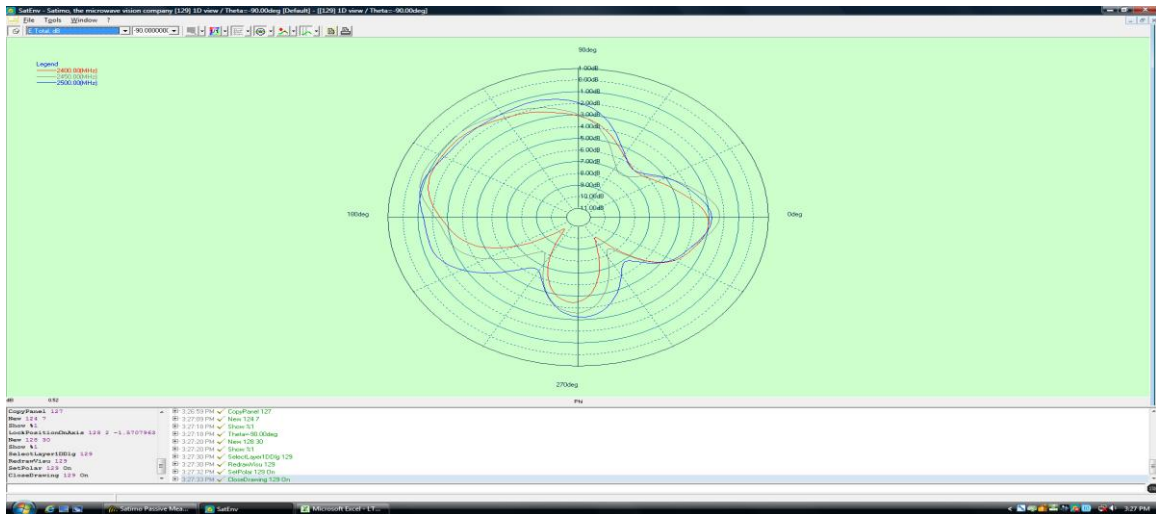 SatEnv - Satimo, the microwave vision company [129] 1D view / Theta=-90.00deg [Default] - [[129] 1D view / Theta=-90.00deg]
File Tools Window ?
E Total: dB
90deg
Legend
2400.00(MHz)
2450.00(MHz)
2500.00(MHz)
1.00dB
0.00dB
-1.00dB
-2.00dB
-3.00dB
-4.00dB
-5.00dB
-6.00dB
-7.00dB
-8.00dB
-9.00dB
-10.00dB
-11.00dB
180deg
0deg
270deg
dB
Phi
CopyPanel 127
New 124 7
Show %1
LockPositionOnAxis 128 2 -1.5707963
New 128 30
Show %1
SelectLayer1DDlg 129
RedrawVisu 129
SetPolar 129 On
CloseDrawing 129 On
3:26:59 PM CopyPanel 127
3:27:09 PM New 124 7
3:27:18 PM Show %1
3:27:18 PM Theta=-90.00deg
3:27:20 PM New 128 30
3:27:20 PM Show %1
3:27:30 PM SelectLayer1DDlg 129
3:27:30 PM RedrawVisu 129
3:27:32 PM SetPolar 129 On
3:27:33 PM CloseDrawing 129 On
Satimo Passive Mea...
SatEnv
Microsoft Excel - LT...
3:27 PM